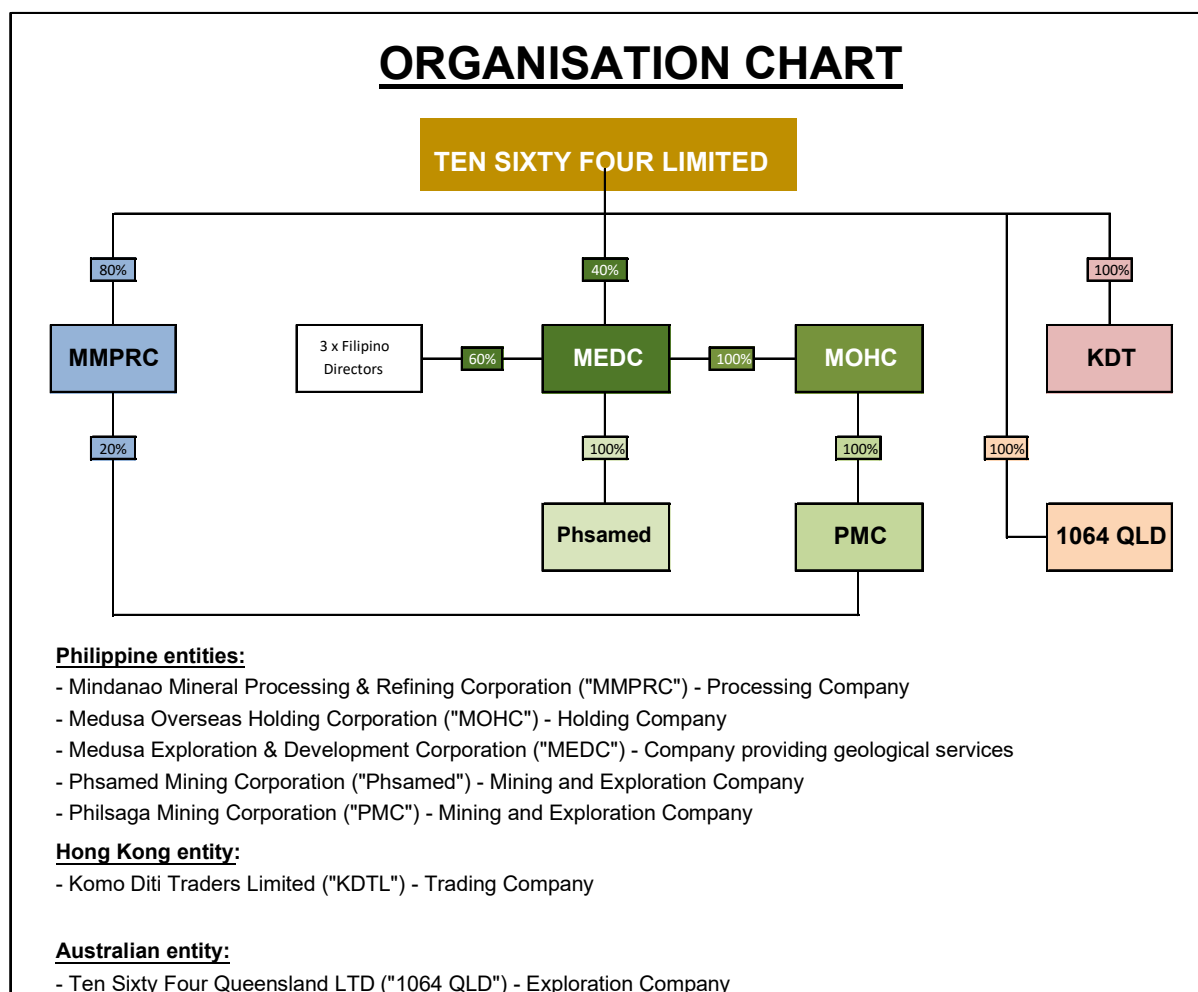 ORGANISATION CHART
TEN SIXTY FOUR LIMITED
80%
40%
100%
MMPRC
3 x Filipino
Directors
60%
MEDC
100%
MOHC
KDT
20%
100%
100%
100%
Phsamed
PMC
1064 QLD
Philippine entities:
- Mindanao Mineral Processing & Refining Corporation ("MMPRC") - Processing Company
- Medusa Overseas Holding Corporation ("MOHC") - Holding Company
- Medusa Exploration & Development Corporation ("MEDC") - Company providing geological services
- Phsamed Mining Corporation ("Phsamed") - Mining and Exploration Company
- Philsaga Mining Corporation ("PMC") - Mining and Exploration Company
Hong Kong entity:
- Komo Diti Traders Limited ("KDTL") - Trading Company
Australian entity:
- Ten Sixty Four Queensland LTD ("1064 QLD") - Exploration Company